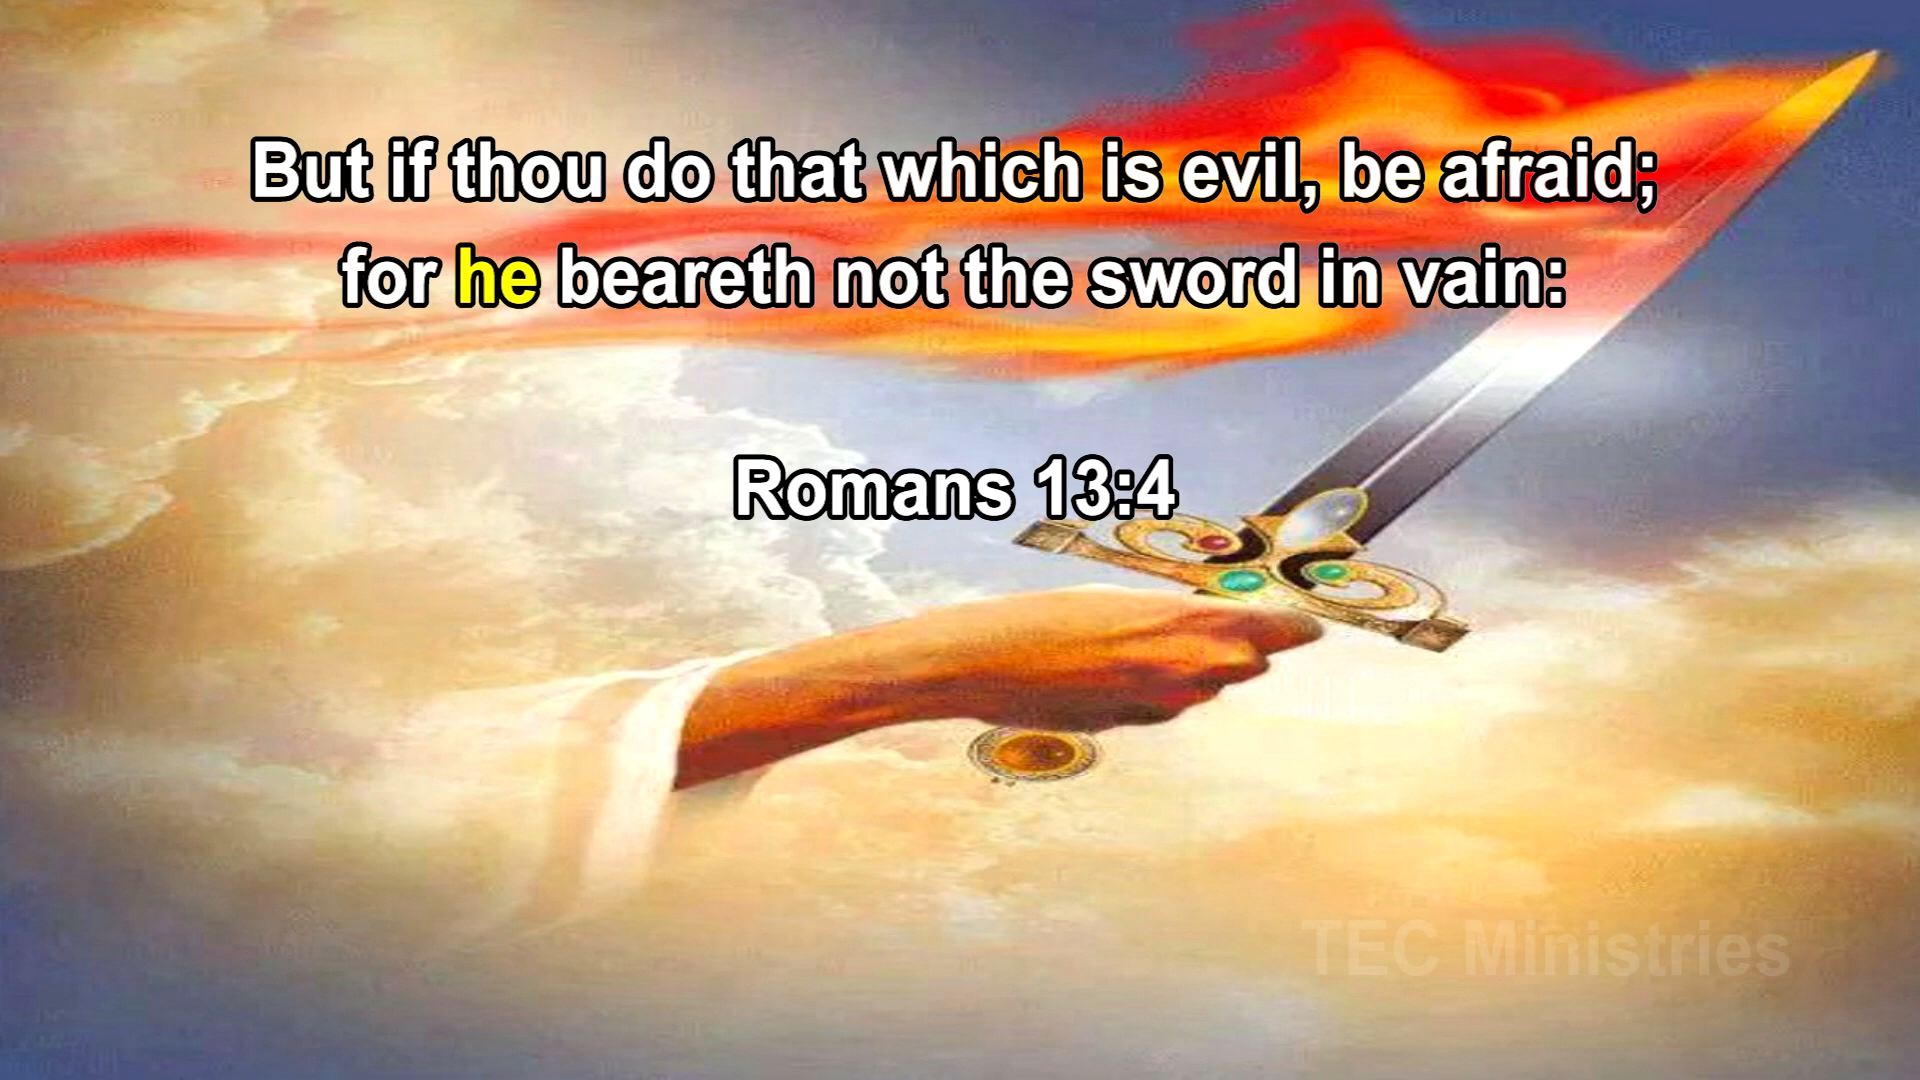 But if thou do that which is evil, be afraid;
for he beareth not the sword in vain:
Romans 13:4
TEC Ministries